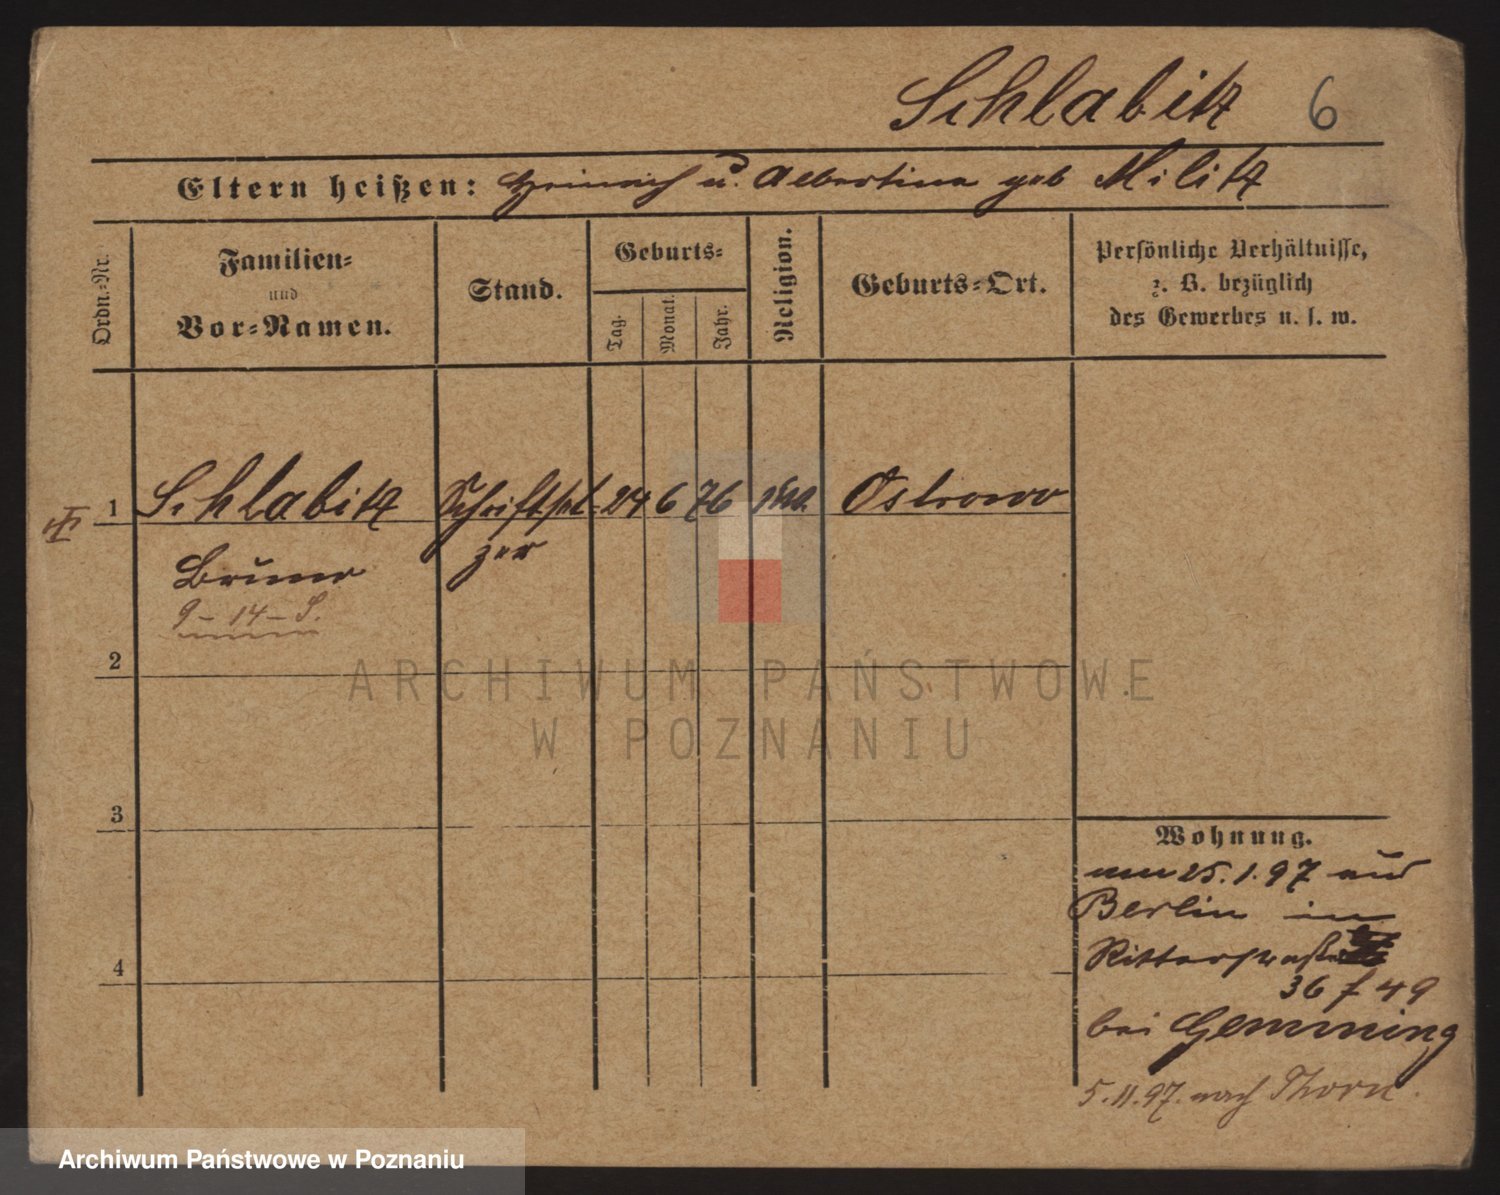 Schlabitz 6
Eltern heißen: Heinrich u. Albertine geb Militz
Ordn.-Nr.
Familien-
und
Vor-Namen.
Stand.
Geburts-
Tag.
Monat.
Jahr.
Religion.
Geburts-Ort.
Persönliche Verhältnisse,
z. B. bezüglich
des Gewerbes u. s. w.
1 Schlabitz Schriftset- 24 6 76 Ostrowo
zer
Bruno
9-14-S.
2
ARCHIWUM PAŃSTWOWE
W POZNANIU
3
Wohnung.
25.1.97 aus
Berlin in
Ritterstraße
36 f 49
bei Gemming
5.11.97. nach Thorn.
4
Archiwum Państwowe w Poznaniu